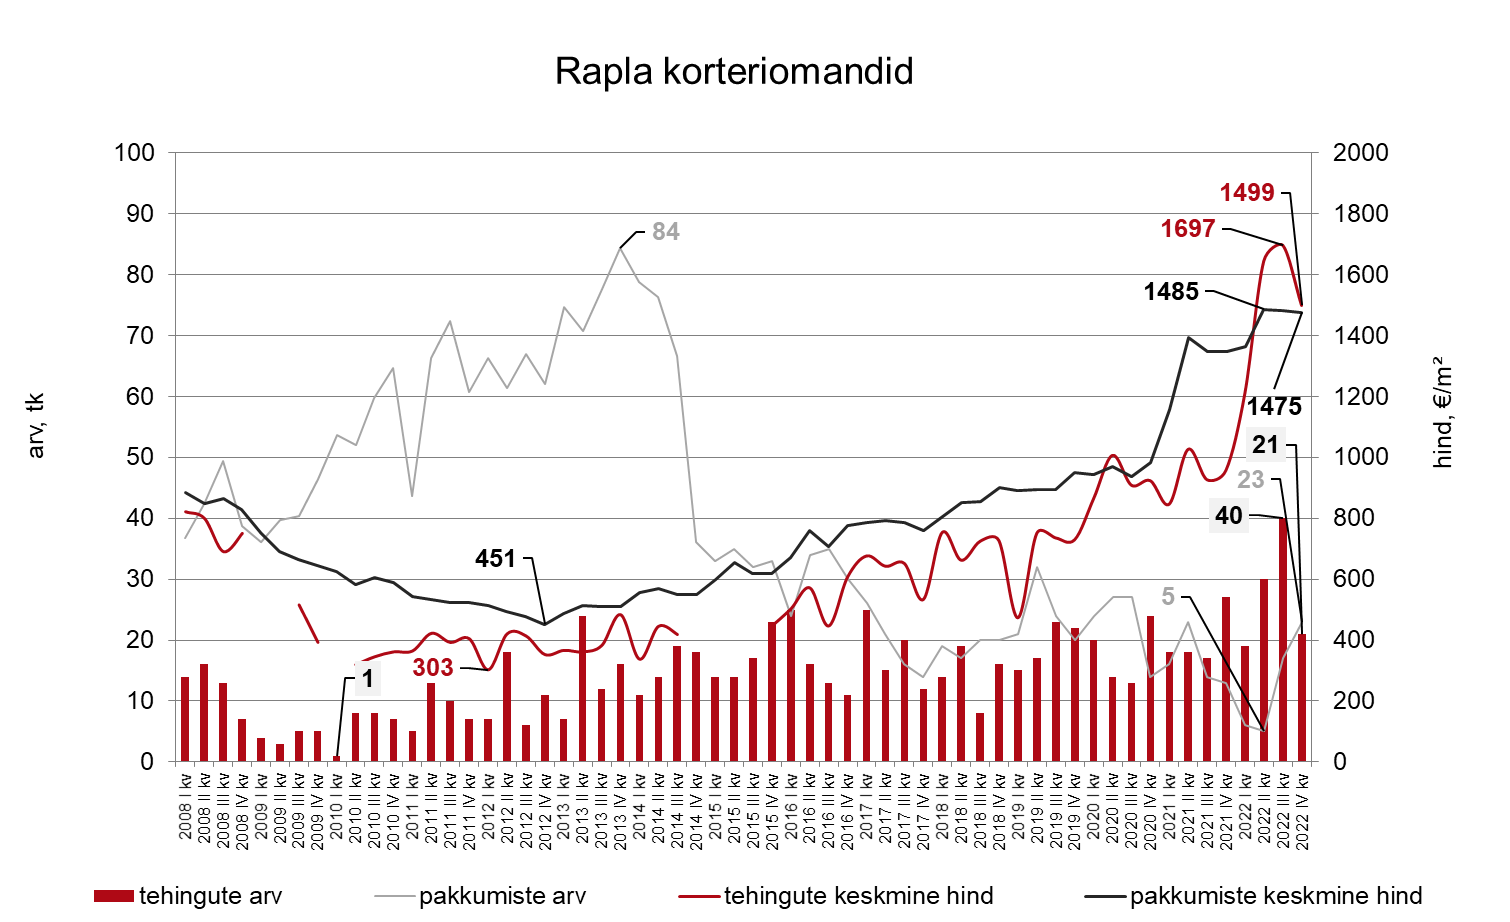 Rapla korteriomandid
100
90
80
70
60
50
40
30
20
10
0
arv, tk
2000
1800
1600
1400
1200
1000
800
600
400
200
0
hind, €/m²
1499
1697
84
1485
1475
21
23
40
451
5
303
1
2008 I kv
2008 II kv
2008 III kv
2008 IV kv
2009 I kv
2009 II kv
2009 III kv
2009 IV kv
2010 I kv
2010 II kv
2010 III kv
2010 IV kv
2011 I kv
2011 II kv
2011 III kv
2011 IV kv
2012 I kv
2012 II kv
2012 III kv
2012 IV kv
2013 I kv
2013 II kv
2013 III kv
2013 IV kv
2014 I kv
2014 II kv
2014 III kv
2014 IV kv
2015 I kv
2015 II kv
2015 III kv
2015 IV kv
2016 I kv
2016 II kv
2016 III kv
2016 IV kv
2017 I kv
2017 II kv
2017 III kv
2017 IV kv
2018 I kv
2018 II kv
2018 III kv
2018 IV kv
2019 I kv
2019 II kv
2019 III kv
2019 IV kv
2020 I kv
2020 II kv
2020 III kv
2020 IV kv
2021 I kv
2021 II kv
2021 III kv
2021 IV kv
2022 I kv
2022 II kv
2022 III kv
2022 IV kv
tehingute arv
pakkumiste arv
tehingute keskmine hind
pakkumiste keskmine hind